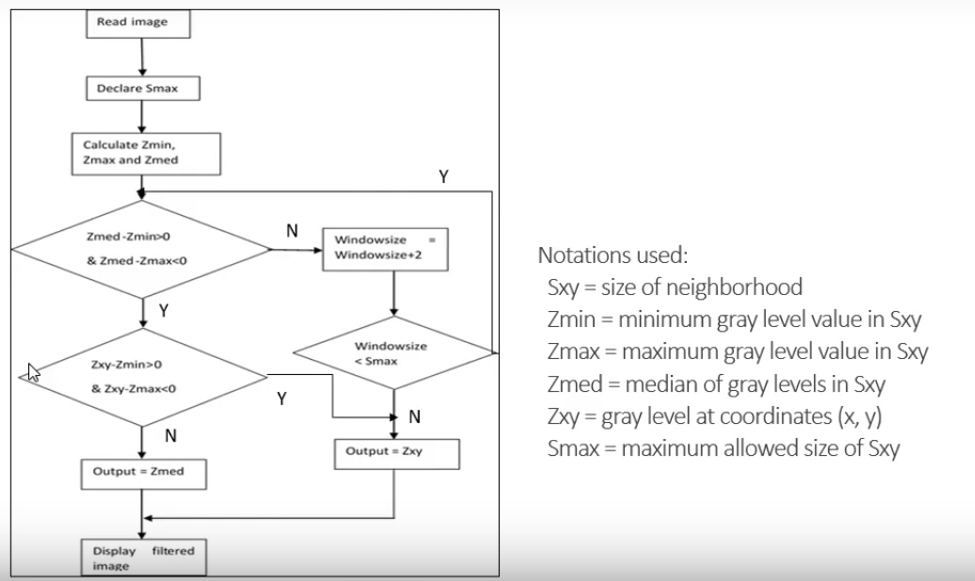 Read image
Declare Smax
Calculate Zmin,
Zmax and Zmed
Y
Zmed-Zmin>0
& Zmed-Zmax<0
N
Windowsize =
Windowsize+2
Y
Windowsize
< Smax
Zxy-Zmin>0
& Zxy-Zmax<0
Y
N
N
Output = Zxy
Output = Zmed
Display filtered
image
Notations used:
Sxy = size of neighborhood
Zmin = minimum gray level value in Sxy
Zmax = maximum gray level value in Sxy
Zmed = median of gray levels in Sxy
Zxy = gray level at coordinates (x, y)
Smax = maximum allowed size of Sxy